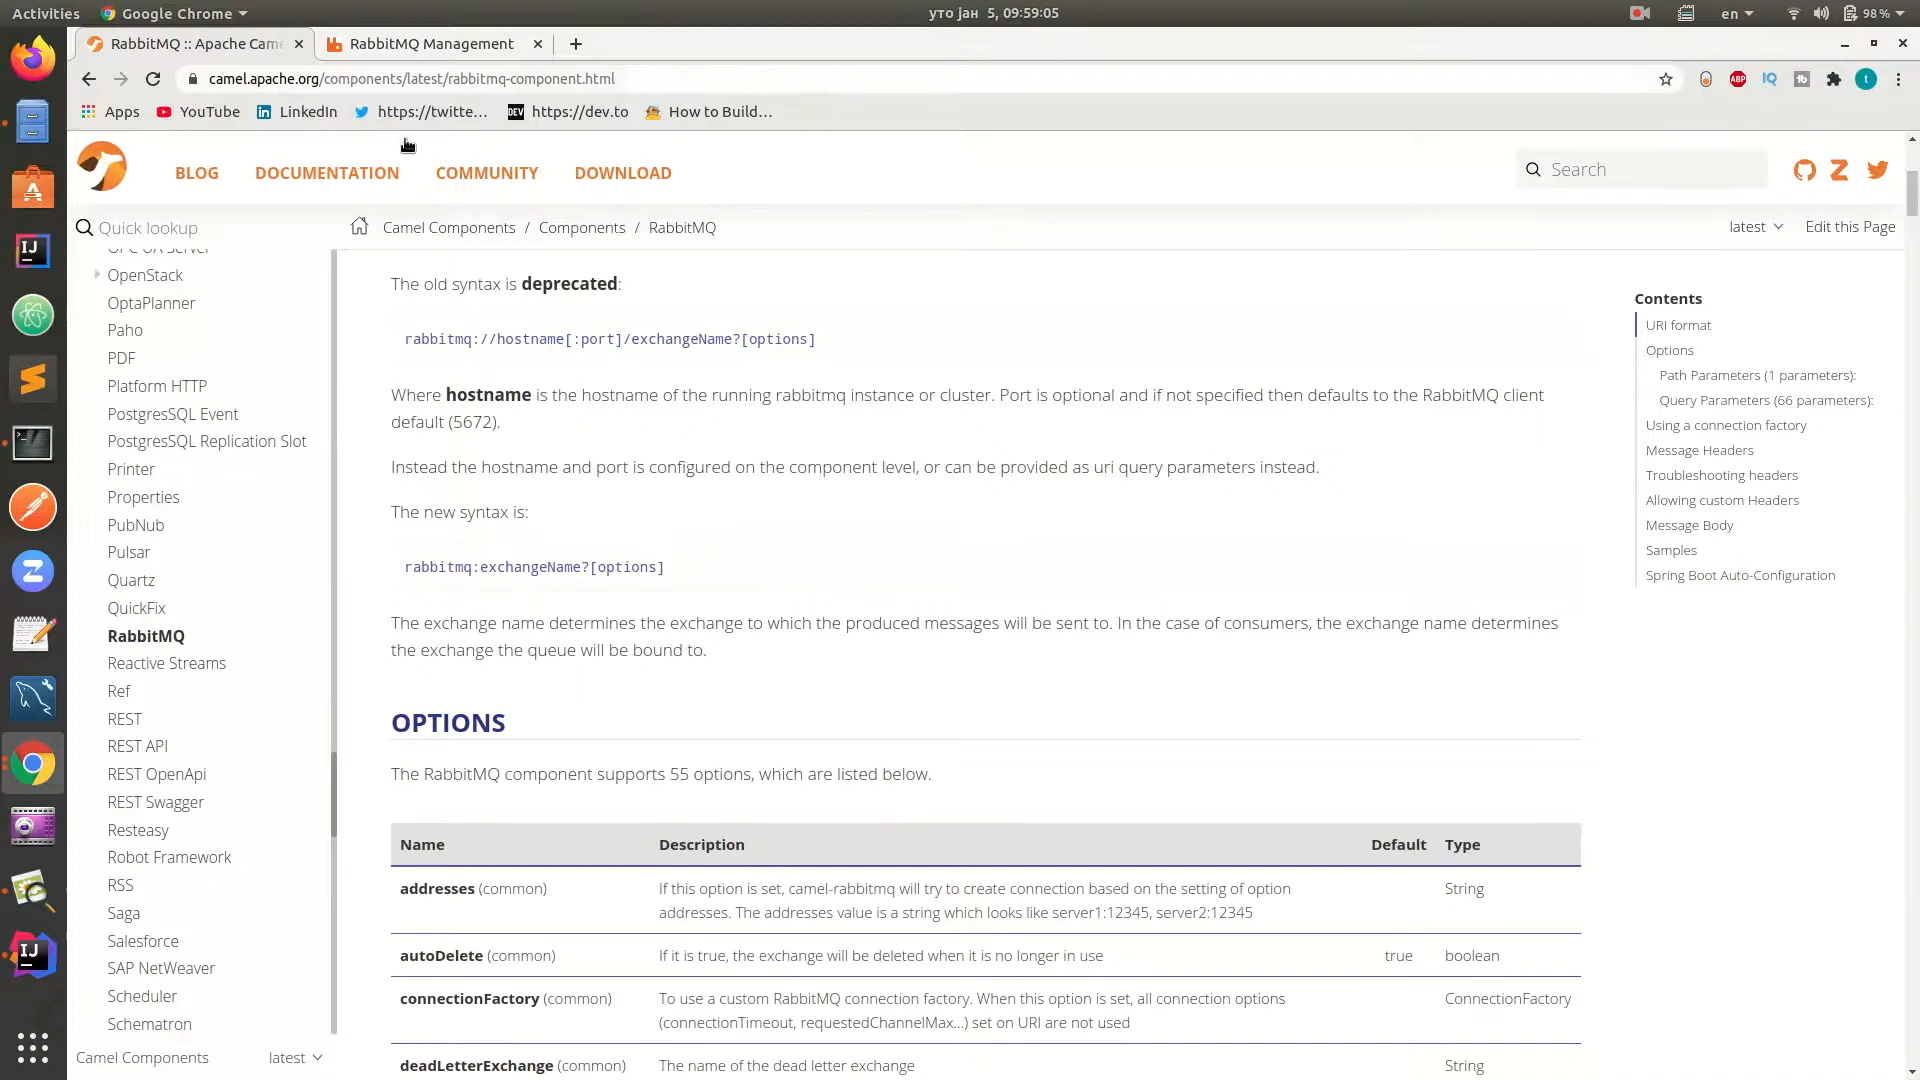 Activities
Google Chrome
уто јан 5, 09:59:05
en
98 %
RabbitMQ :: Apache Came
RabbitMQ Management
camel.apache.org/components/latest/rabbitmq-component.html
ABP
IQ
t
Apps
YouTube
LinkedIn
https://twitte…
DEV
https://dev.to
How to Build…
BLOG
DOCUMENTATION
COMMUNITY
DOWNLOAD
Search
Quick lookup
Camel Components / Components / RabbitMQ
latest
Edit this Page
OPC UA Server
OpenStack
OptaPlanner
Paho
PDF
Platform HTTP
PostgresSQL Event
PostgresSQL Replication Slot
Printer
Properties
PubNub
Pulsar
Quartz
QuickFix
RabbitMQ
Reactive Streams
Ref
REST
REST API
REST OpenApi
REST Swagger
Resteasy
Robot Framework
RSS
Saga
Salesforce
SAP NetWeaver
Scheduler
Schematron
Camel Components
latest
The old syntax is deprecated:
rabbitmq://hostname[:port]/exchangeName?[options]
Where hostname is the hostname of the running rabbitmq instance or cluster. Port is optional and if not specified then defaults to the RabbitMQ client
default (5672).
Instead the hostname and port is configured on the component level, or can be provided as uri query parameters instead.
The new syntax is:
rabbitmq:exchangeName?[options]
The exchange name determines the exchange to which the produced messages will be sent to. In the case of consumers, the exchange name determines
the exchange the queue will be bound to.
OPTIONS
The RabbitMQ component supports 55 options, which are listed below.
Name Description Default Type
addresses (common) If this option is set, camel-rabbitmq will try to create connection based on the setting of option String
addresses. The addresses value is a string which looks like server1:12345, server2:12345
autoDelete (common) If it is true, the exchange will be deleted when it is no longer in use true boolean
connectionFactory (common) To use a custom RabbitMQ connection factory. When this option is set, all connection options ConnectionFactory
(connectionTimeout, requestedChannelMax…) set on URI are not used
deadLetterExchange (common) The name of the dead letter exchange String
Contents
URI format
Options
Path Parameters (1 parameters):
Query Parameters (66 parameters):
Using a connection factory
Message Headers
Troubleshooting headers
Allowing custom Headers
Message Body
Samples
Spring Boot Auto-Configuration